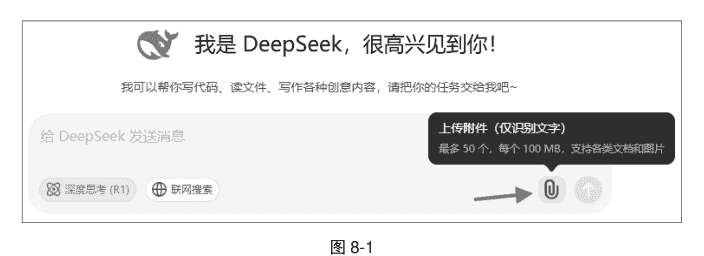 我是 DeepSeek，很高兴见到你！
我可以帮你写代码、读文件、写作各种创意内容，请把你的任务交给我吧~
给 DeepSeek 发送消息
上传附件（仅识别文字）
最多 50 个，每个 100 MB，支持各类文档和图片
深度思考 (R1)
联网搜索
图 8-1